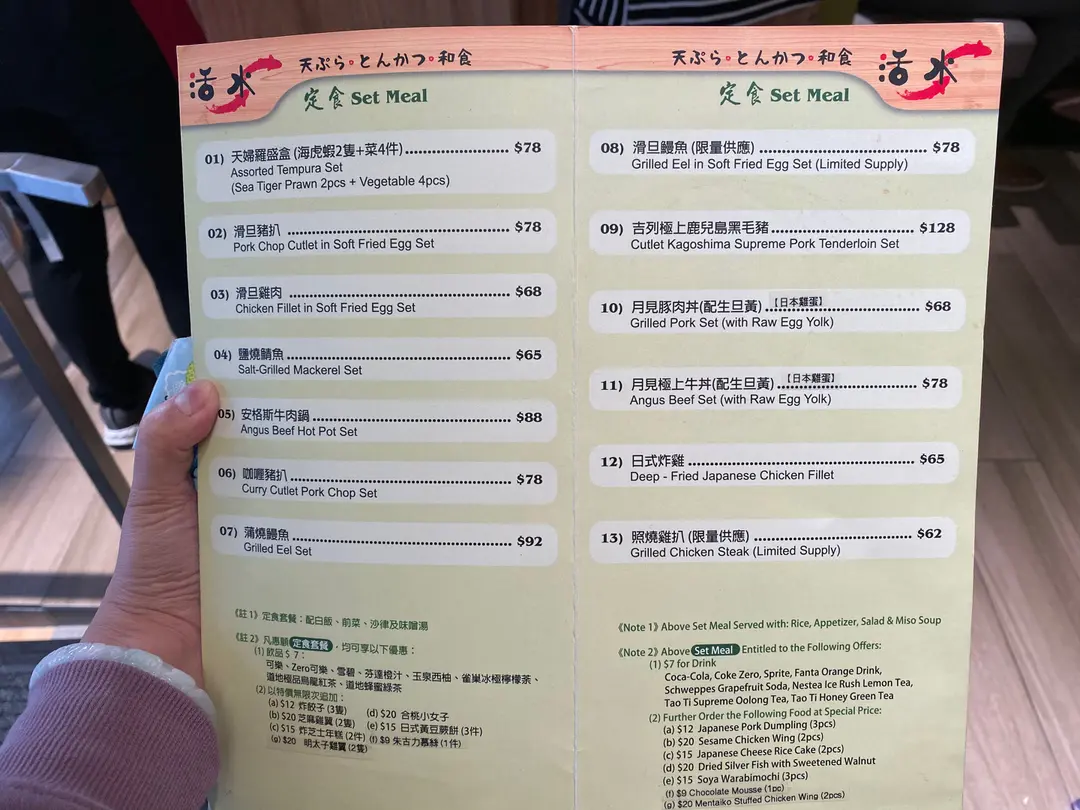 活水
天ぷら・とんかつ・和食
定食 Set Meal
01) 天婦羅盛盒 (海虎蝦2隻+菜4件) $78
Assorted Tempura Set
(Sea Tiger Prawn 2pcs + Vegetable 4pcs)
02) 滑旦豬扒 $78
Pork Chop Cutlet in Soft Fried Egg Set
03) 滑旦雞肉 $68
Chicken Fillet in Soft Fried Egg Set
04) 鹽燒鯖魚 $65
Salt-Grilled Mackerel Set
05) 安格斯牛肉鍋 $88
Angus Beef Hot Pot Set
06) 咖喱豬扒 $78
Curry Cutlet Pork Chop Set
07) 蒲燒鰻魚 $92
Grilled Eel Set
《註1》定食套餐:配白飯、前菜、沙律及味噌湯
《註2》凡惠顧 定食套餐,均可享以下優惠:
(1) 飲品 $ 7:
可樂、Zero可樂、雪碧、芬達橙汁、玉泉西柚、雀巢冰極檸檬茶、
道地極品烏龍紅茶、道地蜂蜜綠茶
(2) 以特價無限次追加:
(a) $12 炸餃子 (3隻) (d) $20 合桃小女子
(b) $20 芝麻雞翼 (2隻) (e) $15 日式黃豆蕨餅 (3件)
(c) $15 炸芝士年糕 (2件) (f) $9 朱古力慕絲 (1件)
(g) $20 明太子雞翼 (2隻)
天ぷら・とんかつ・和食
活水
定食 Set Meal
08) 滑旦鰻魚 (限量供應) $78
Grilled Eel in Soft Fried Egg Set (Limited Supply)
09) 吉列極上鹿兒島黑毛豬 $128
Cutlet Kagoshima Supreme Pork Tenderloin Set
10) 月見豚肉丼(配生旦黃) 【日本雞蛋】 $68
Grilled Pork Set (with Raw Egg Yolk)
11) 月見極上牛丼(配生旦黃) 【日本雞蛋】 $78
Angus Beef Set (with Raw Egg Yolk)
12) 日式炸雞 $65
Deep - Fried Japanese Chicken Fillet
13) 照燒雞扒 (限量供應) $62
Grilled Chicken Steak (Limited Supply)
《Note 1》Above Set Meal Served with: Rice, Appetizer, Salad & Miso Soup
《Note 2》Above Set Meal Entitled to the Following Offers:
(1) $7 for Drink
Coca-Cola, Coke Zero, Sprite, Fanta Orange Drink,
Schweppes Grapefruit Soda, Nestea Ice Rush Lemon Tea,
Tao Ti Supreme Oolong Tea, Tao Ti Honey Green Tea
(2) Further Order the Following Food at Special Price:
(a) $12 Japanese Pork Dumpling (3pcs)
(b) $20 Sesame Chicken Wing (2pcs)
(c) $15 Japanese Cheese Rice Cake (2pcs)
(d) $20 Dried Silver Fish with Sweetened Walnut
(e) $15 Soya Warabimochi (3pcs)
(f) $9 Chocolate Mousse (1pc)
(g) $20 Mentaiko Stuffed Chicken Wing (2pcs)